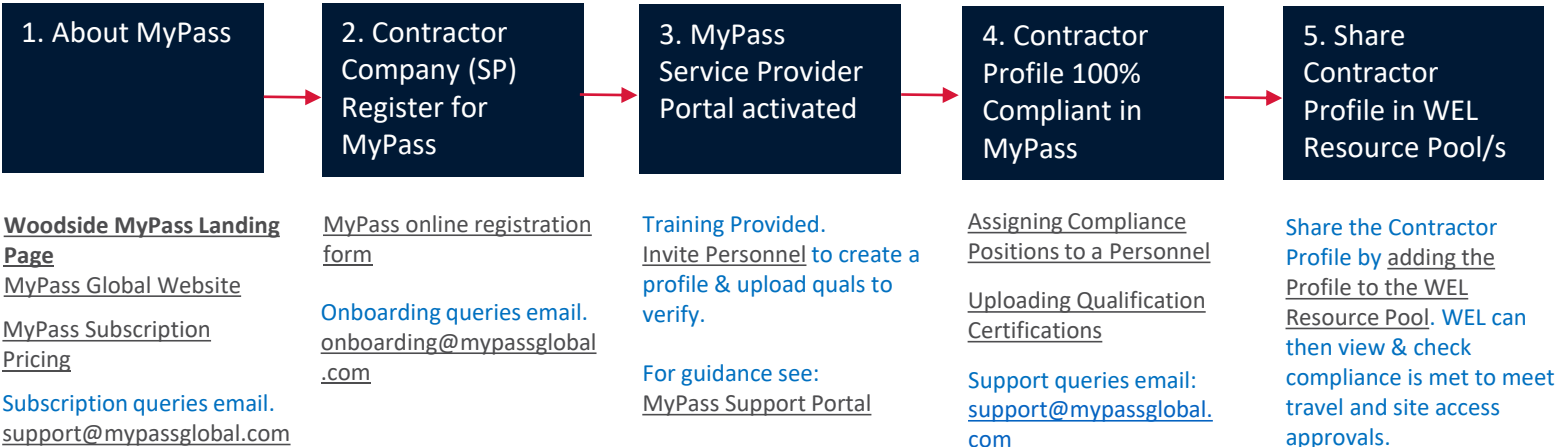 1. About MyPass
2. Contractor
Company (SP)
Register for
MyPass
3. MyPass
Service Provider
Portal activated
4. Contractor
Profile 100%
Compliant in
MyPass
5. Share
Contractor
Profile in WEL
Resource Pool/s
Woodside MyPass Landing
Page
MyPass Global Website
MyPass Subscription
Pricing
Subscription queries email.
support@mypassglobal.com
MyPass online registration
form
Onboarding queries email.
onboarding@mypassglobal
.com
Training Provided.
Invite Personnel to create a
profile & upload quals to
verify.
For guidance see:
MyPass Support Portal
Assigning Compliance
Positions to a Personnel
Uploading Qualification
Certifications
Support queries email:
support@mypassglobal.
com
Share the Contractor
Profile by adding the
Profile to the WEL
Resource Pool. WEL can
then view & check
compliance is met to meet
travel and site access
approvals.